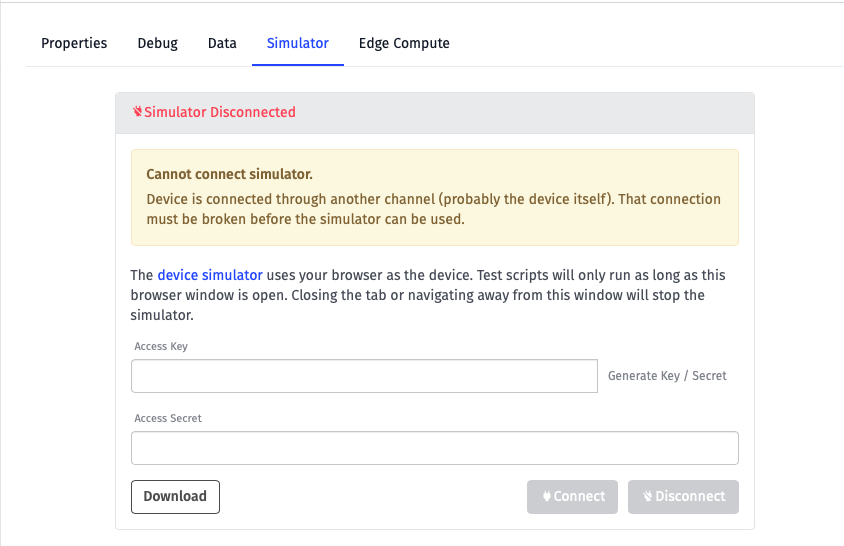 Properties Debug Data Simulator Edge Compute
Simulator Disconnected
Cannot connect simulator.
Device is connected through another channel (probably the device itself). That connection
must be broken before the simulator can be used.
The device simulator uses your browser as the device. Test scripts will only run as long as this
browser window is open. Closing the tab or navigating away from this window will stop the
simulator.
Access Key
Generate Key / Secret
Access Secret
Download Connect Disconnect